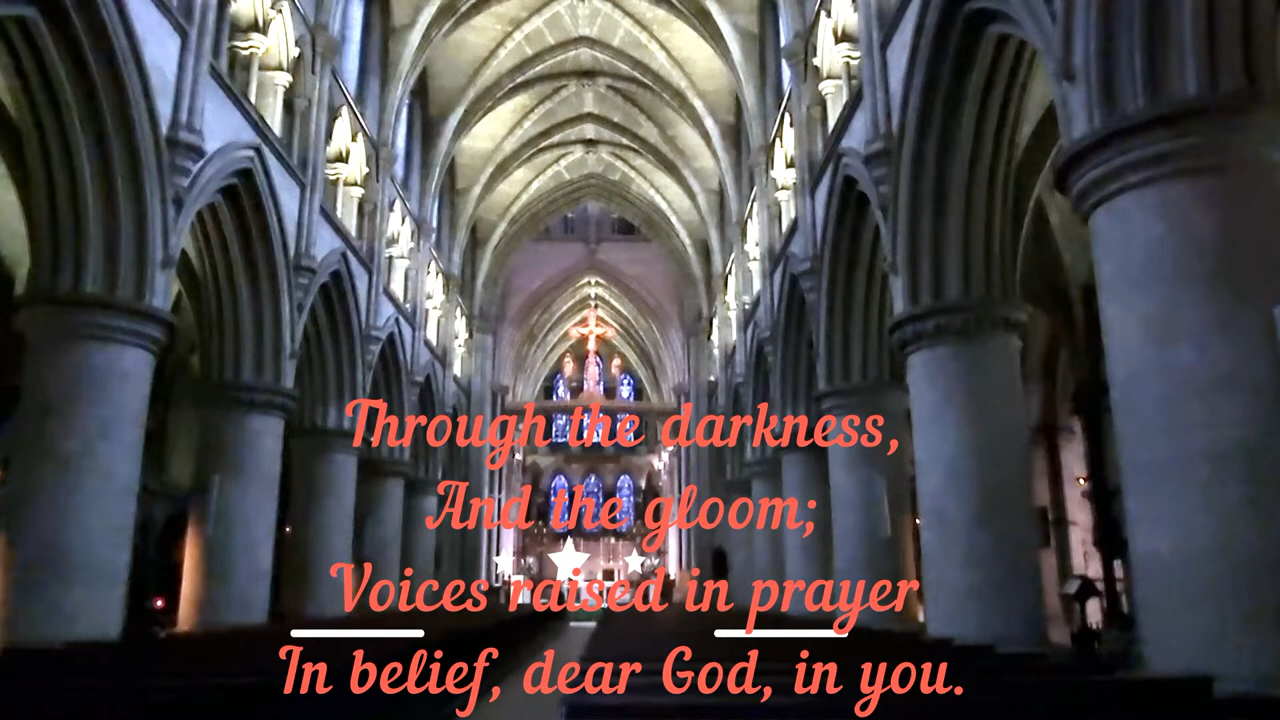 Through the darkness,
And the gloom;
Voices raised in prayer
In belief, dear God, in you.